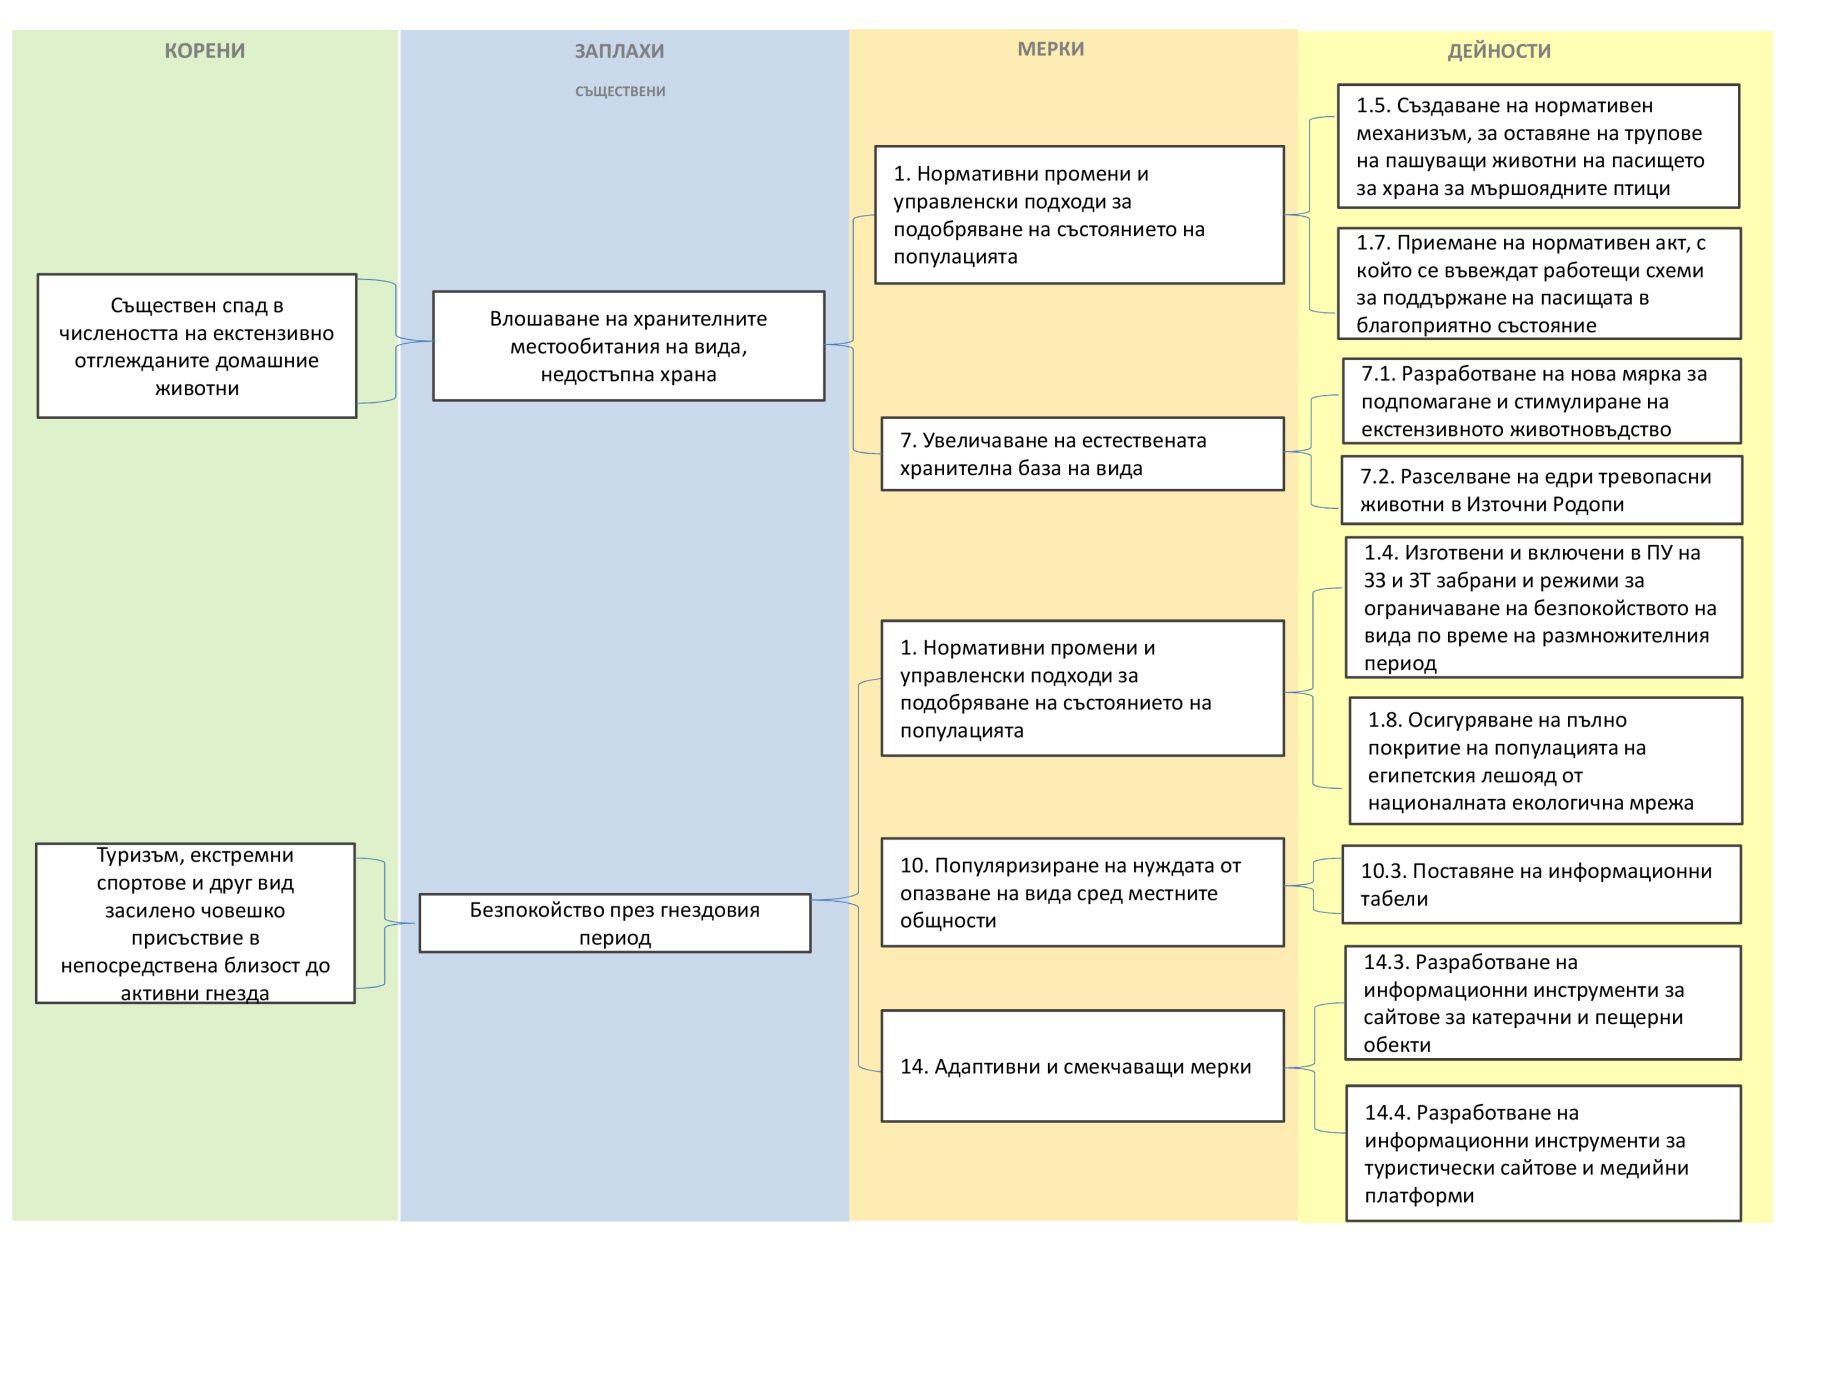 КОРЕНИ
ЗАПЛАХИ
СЪЩЕСТВЕНИ
МЕРКИ
ДЕЙНОСТИ
Съществен спад в
числеността на екстензивно
отглежданите домашние
животни
Влошаване на хранителните
местообитания на вида,
недостъпна храна
1. Нормативни промени и
управленски подходи за
подобряване на състоянието на
популацията
1.5. Създаване на нормативен
механизъм, за оставяне на трупове
на пашуващи животни на пасището
за храна за мършоядните птици
1.7. Приемане на нормативен акт, с
който се въвеждат работещи схеми
за поддържане на пасищата в
благоприятно състояние
7. Увеличаване на естествената
хранителна база на вида
7.1. Разработване на нова мярка за
подпомагане и стимулиране на
екстензивното животновъдство
7.2. Разселване на едри тревопасни
животни в Източни Родопи
Туризъм, екстремни
спортове и друг вид
засилено човешко
присъствие в
непосредствена близост до
активни гнезда
Безпокойство през гнездовия
период
1. Нормативни промени и
управленски подходи за
подобряване на състоянието на
популацията
1.4. Изготвени и включени в ПУ на
ЗЗ и ЗТ забрани и режими за
ограничаване на безпокойството на
вида по време на размножителния
период
1.8. Осигуряване на пълно
покритие на популацията на
египетския лешояд от
националната екологична мрежа
10. Популяризиране на нуждата от
опазване на вида сред местните
общности
10.3. Поставяне на информационни
табели
14. Адаптивни и смекчаващи мерки
14.3. Разработване на
информационни инструменти за
сайтове за катерачни и пещерни
обекти
14.4. Разработване на
информационни инструменти за
туристически сайтове и медийни
платформи